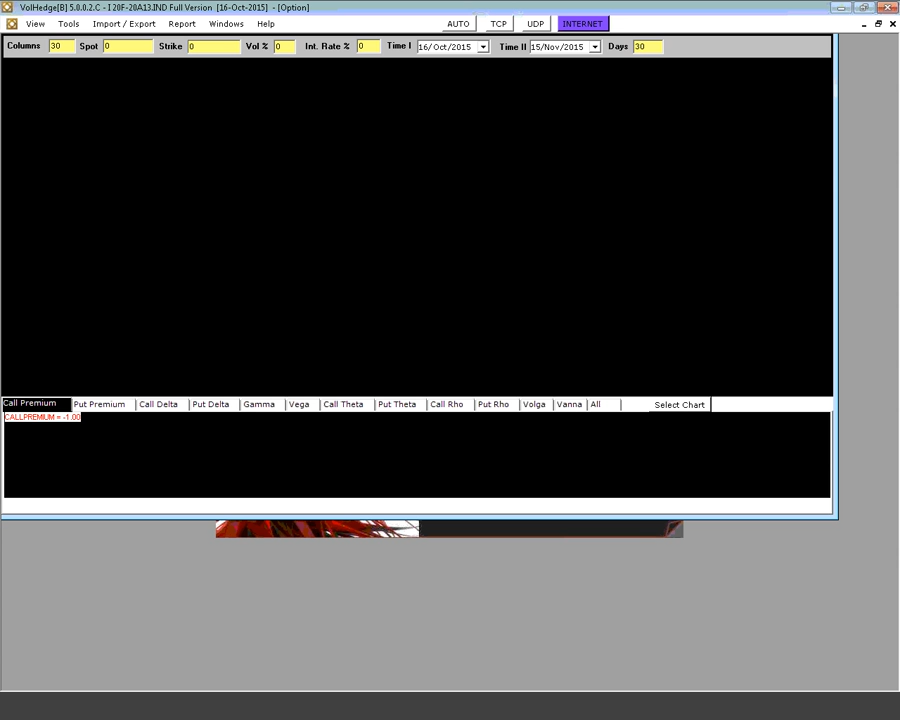 VolHedge[B] 5.0.0.2.C - I 20F-20A13.IND Full Version [16-Oct-2015] - [Option]
View Tools Import / Export Report Windows Help AUTO TCP UDP INTERNET
Columns 30 Spot 0 Strike 0 Vol % 0 Int. Rate % 0 Time I 16/Oct/2015 Time II 15/Nov/2015 Days 30
Call Premium Put Premium Call Delta Put Delta Gamma Vega Call Theta Put Theta Call Rho Put Rho Volga Vanna All Select Chart
CALLPREMIUM = -1.00